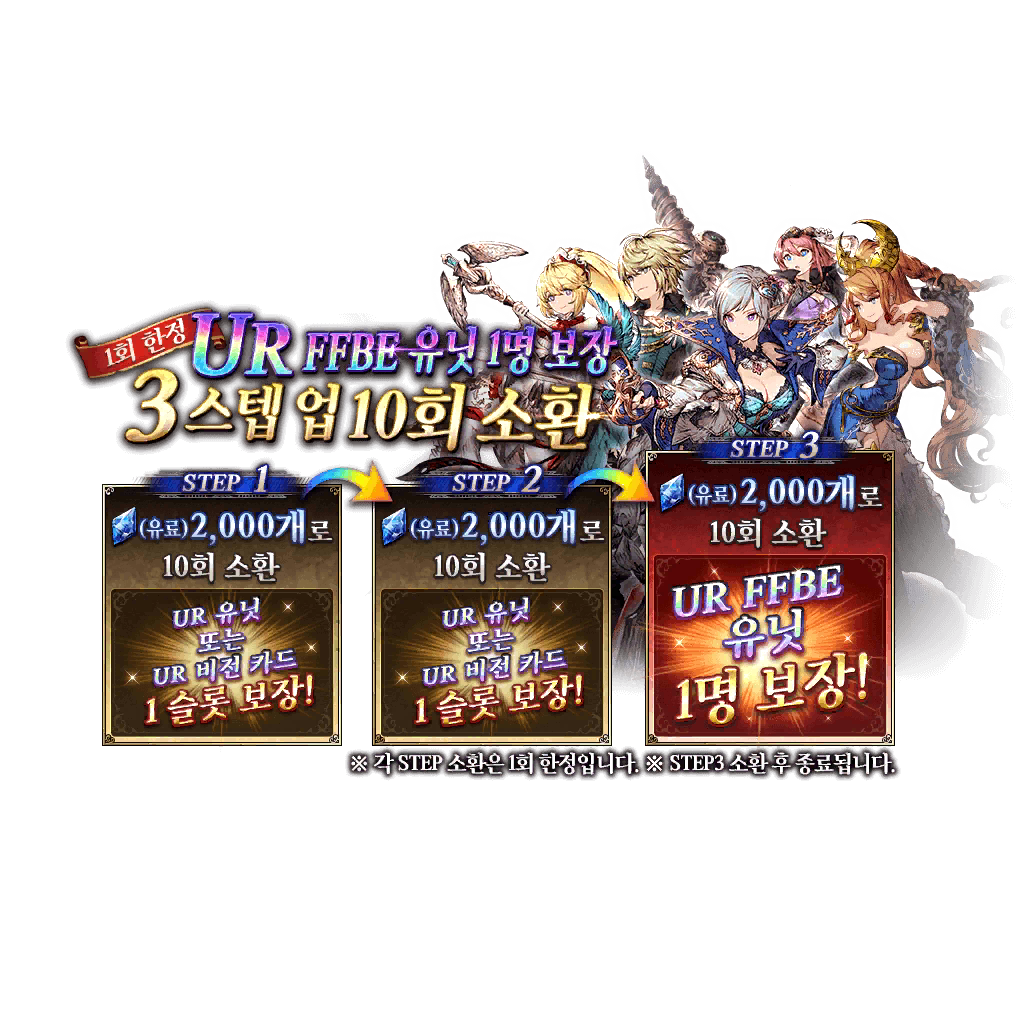 1회 한정
UR FFBE 유닛 1명 보장
3스텝 업 10회 소환
STEP 1
(유료)2,000개로
10회 소환
UR 유닛
또는
UR 비전 카드
1 슬롯 보장!
STEP 2
(유료)2,000개로
10회 소환
UR 유닛
또는
UR 비전 카드
1 슬롯 보장!
STEP 3
(유료)2,000개로
10회 소환
UR FFBE
유닛
1명 보장!
※ 각 STEP 소환은 1회 한정입니다. ※ STEP3 소환 후 종료됩니다.